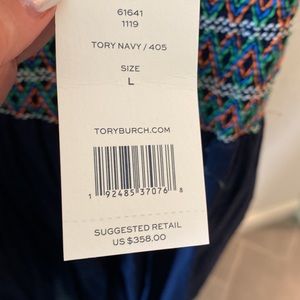 61641
1119
TORY NAVY / 405
SIZE
L
TORYBURCH.COM
1 92485 37076 8
SUGGESTED RETAIL
US $358.00